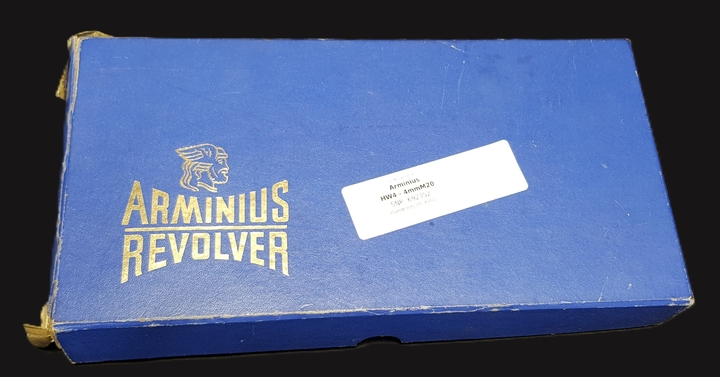 ARMINIUS
REVOLVER
Arminius
HW4 - 4mmM20